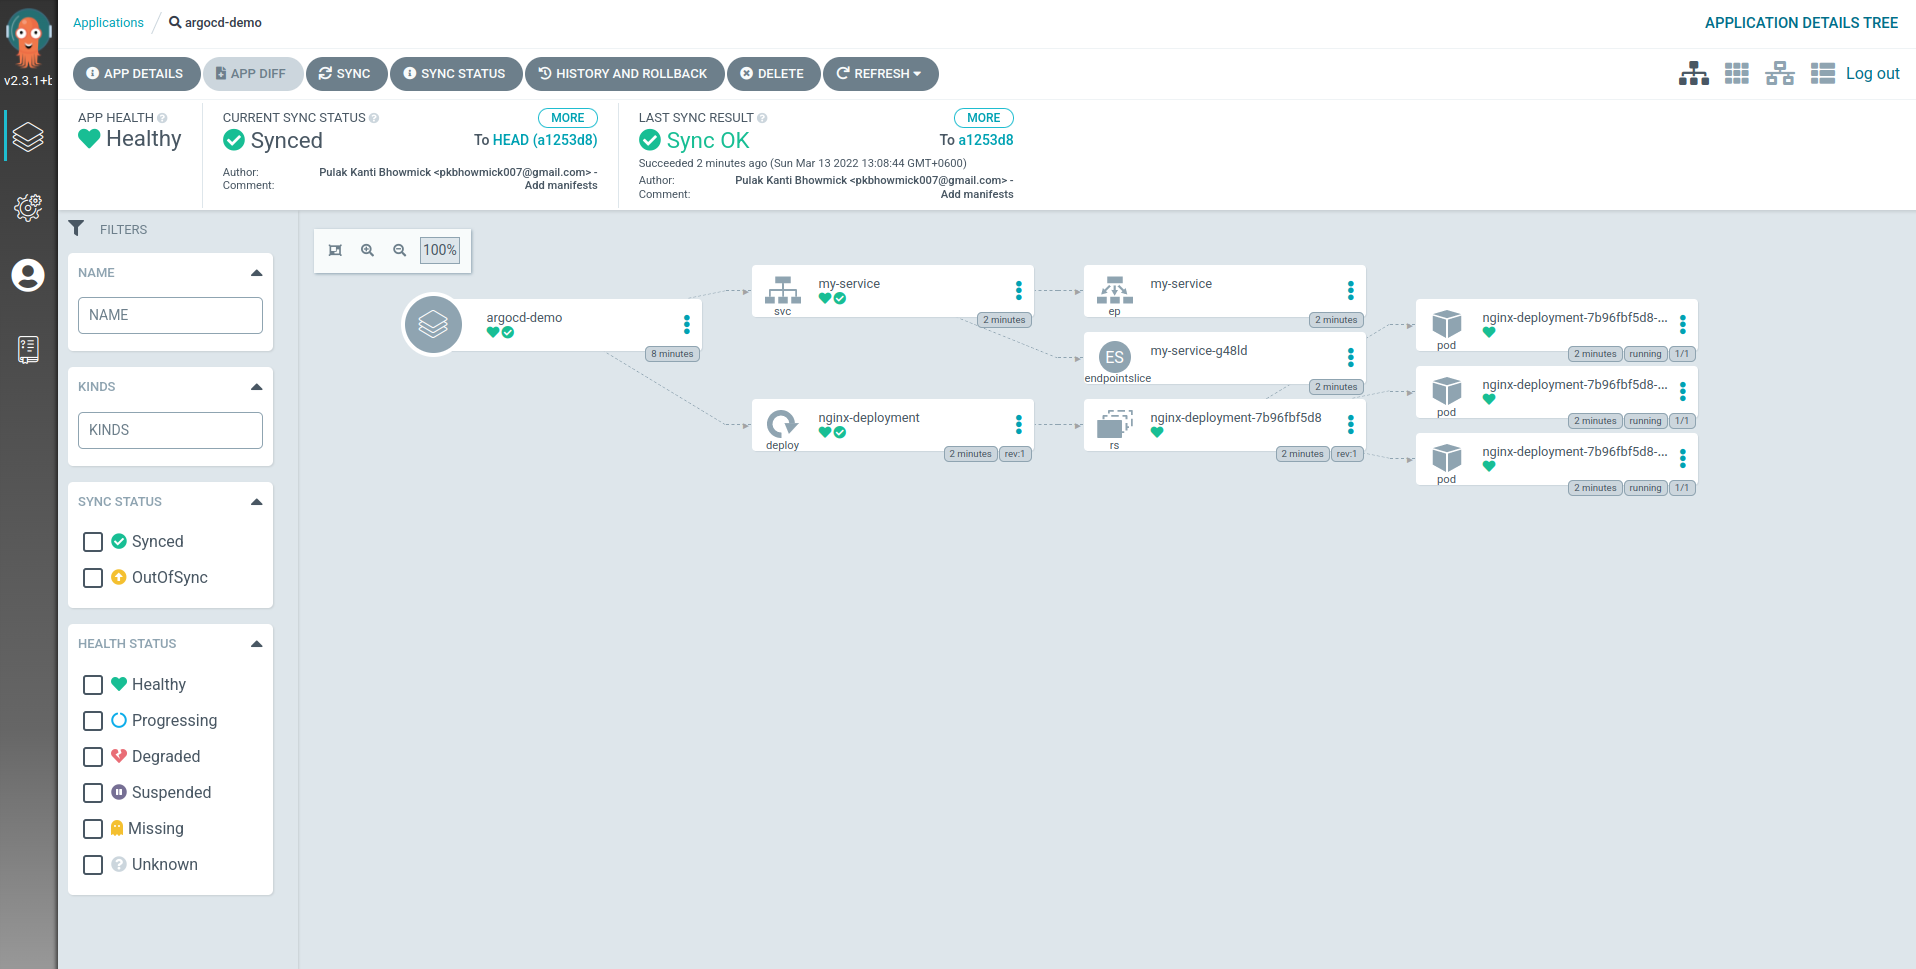 Applications / argocd-demo
APPLICATION DETAILS TREE
v2.3.1+b
APP DETAILS
APP DIFF
SYNC
SYNC STATUS
HISTORY AND ROLLBACK
DELETE
REFRESH
Log out
APP HEALTH
Healthy
CURRENT SYNC STATUS
MORE
Synced
To HEAD (a1253d8)
Author: Pulak Kanti Bhowmick <pkbhowmick007@gmail.com> -
Comment: Add manifests
LAST SYNC RESULT
MORE
Sync OK
To a1253d8
Succeeded 2 minutes ago (Sun Mar 13 2022 13:08:44 GMT+0600)
Author: Pulak Kanti Bhowmick <pkbhowmick007@gmail.com> -
Comment: Add manifests
FILTERS
NAME
NAME
KINDS
KINDS
SYNC STATUS
Synced
OutOfSync
HEALTH STATUS
Healthy
Progressing
Degraded
Suspended
Missing
Unknown
100%
argocd-demo
8 minutes
my-service
svc
2 minutes
nginx-deployment
deploy
2 minutes rev:1
my-service
ep
2 minutes
ES
my-service-g48ld
endpointslice
2 minutes
nginx-deployment-7b96fbf5d8
rs
2 minutes rev:1
nginx-deployment-7b96fbf5d8-...
pod
2 minutes running 1/1
nginx-deployment-7b96fbf5d8-...
pod
2 minutes running 1/1
nginx-deployment-7b96fbf5d8-...
pod
2 minutes running 1/1